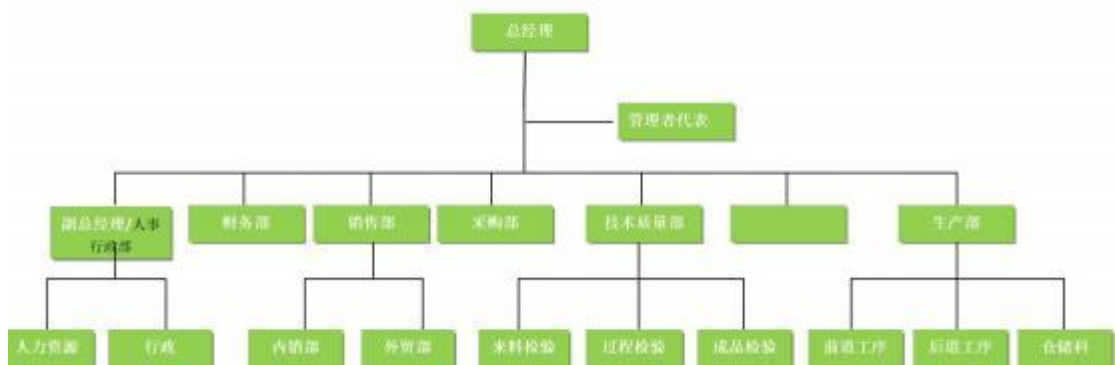 总经理
管理者代表
副总经理/人事
行政部
财务部
销售部
采购部
技术质量部
生产部
人力资源
行政
内销部
外贸部
来料检验
过程检验
成品检验
前道工序
后道工序
仓储科